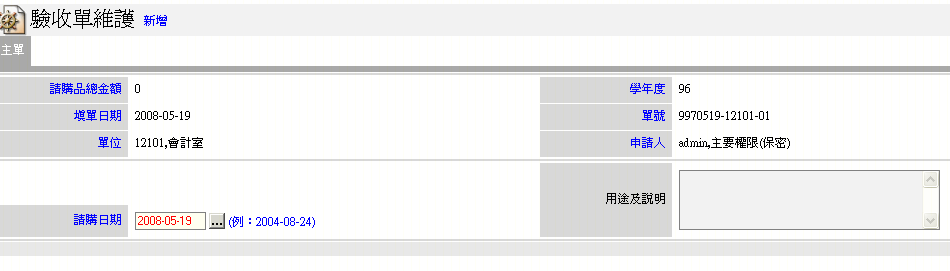 驗收單維護 新增
主單
請購品總金額 0 學年度 96
填單日期 2008-05-19 單號 9970519-12101-01
單位 12101,會計室 申請人 admin,主要權限(保密)
用途及說明
請購日期 2008-05-19 ... (例：2004-08-24)